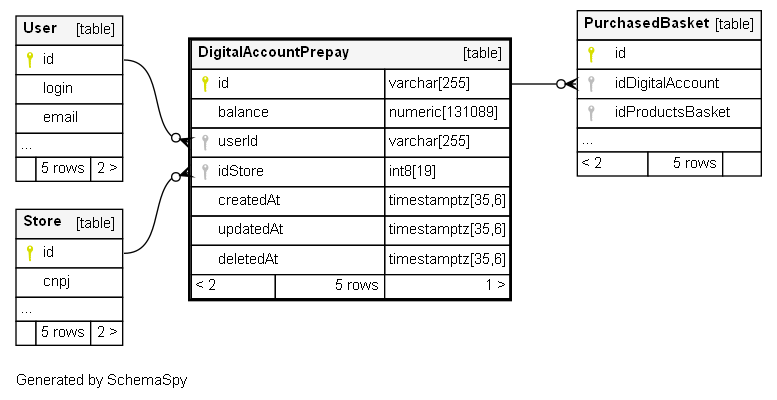 User [table]
id
login
email
...
5 rows 2 >
Store [table]
id
cnpj
...
5 rows 2 >
DigitalAccountPrepay [table]
id varchar[255]
balance numeric[131089]
userId varchar[255]
idStore int8[19]
createdAt timestamptz[35,6]
updatedAt timestamptz[35,6]
deletedAt timestamptz[35,6]
< 2 5 rows 1 >
PurchasedBasket [table]
id
idDigitalAccount
idProductsBasket
...
< 2 5 rows
Generated by SchemaSpy